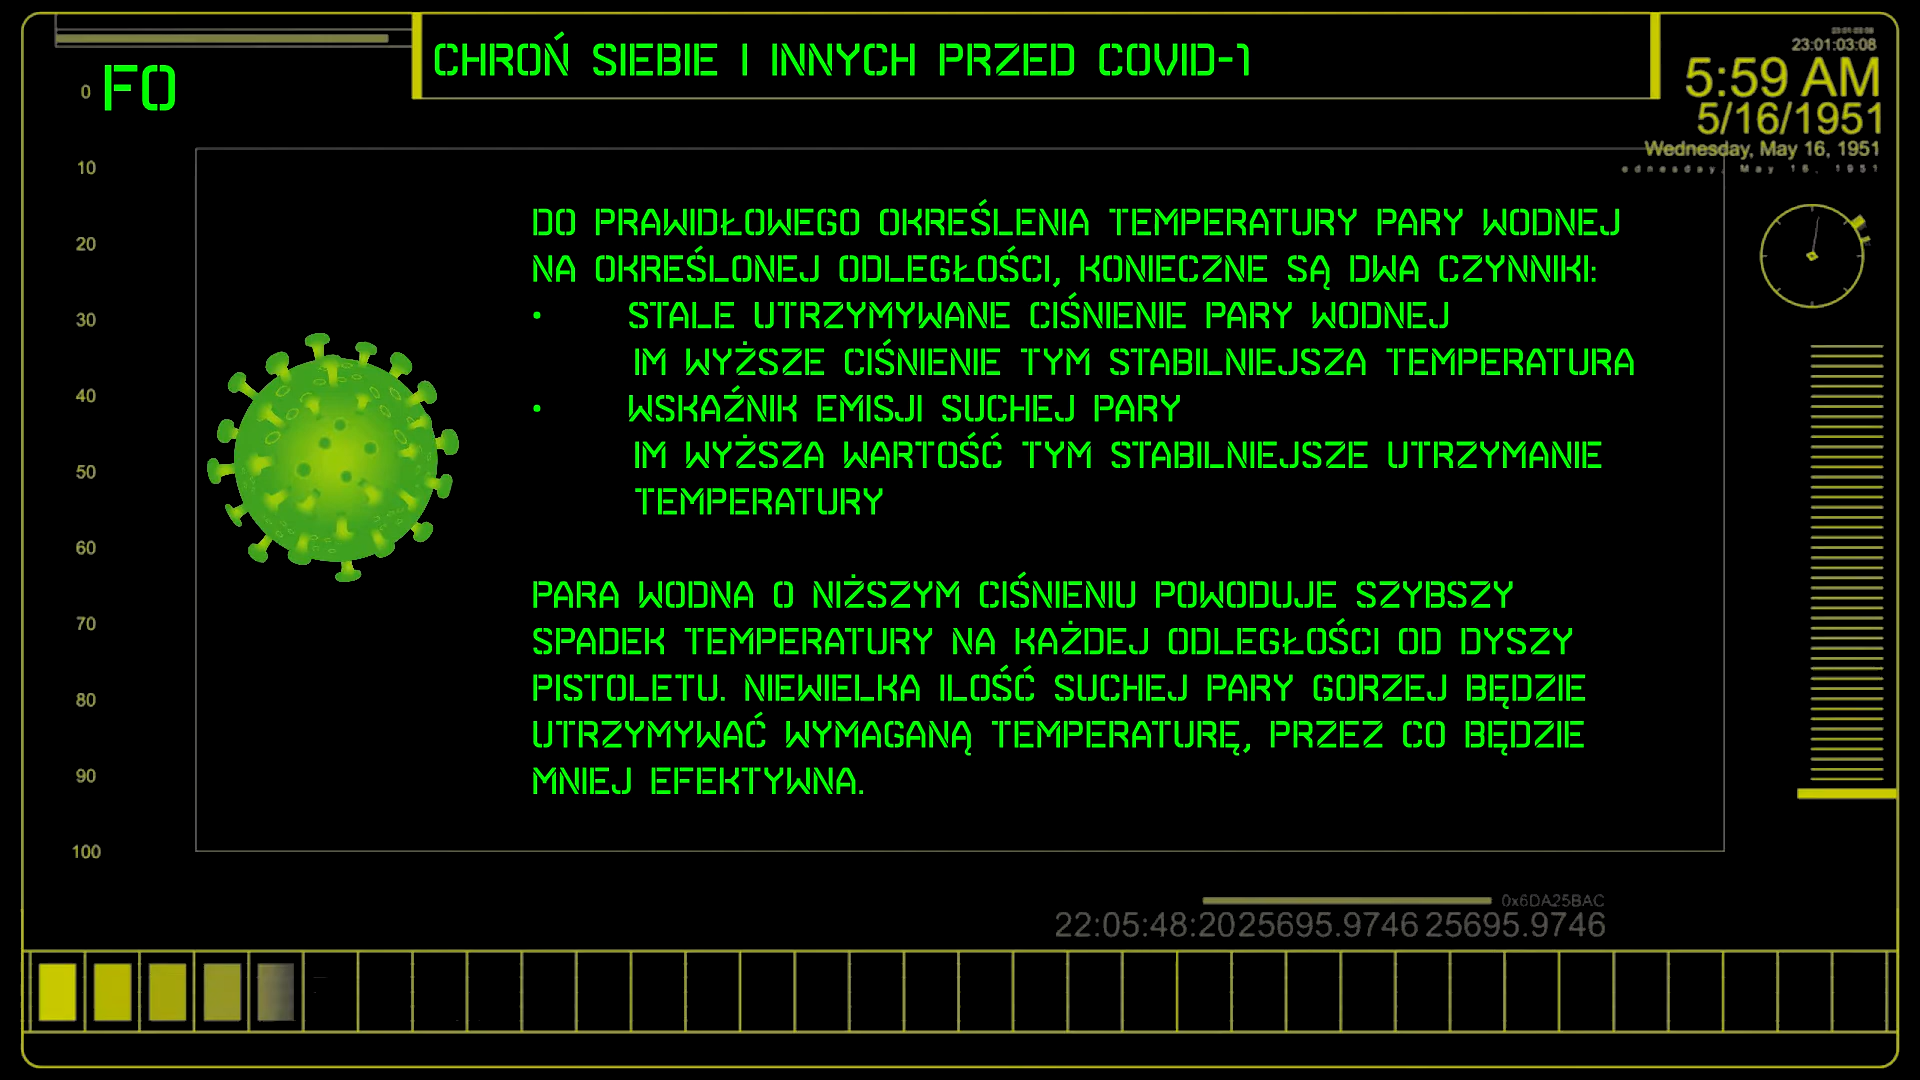 CHROŃ SIEBIE I INNYCH PRZED COVID-1
23:01:03:08
FO
5:59 AM
5/16/1951
Wednesday, May 16, 1951
ednesday, May 16, 1951
0
10
20
30
40
50
60
70
80
90
100
DO PRAWIDŁOWEGO OKREŚLENIA TEMPERATURY PARY WODNEJ
NA OKREŚLONEJ ODLEGŁOŚCI, KONIECZNE SĄ DWA CZYNNIKI:
• STALE UTRZYMYWANE CIŚNIENIE PARY WODNEJ
IM WYŻSZE CIŚNIENIE TYM STABILNIEJSZA TEMPERATURA
• WSKAŹNIK EMISJI SUCHEJ PARY
IM WYŻSZA WARTOŚĆ TYM STABILNIEJSZE UTRZYMANIE
TEMPERATURY
PARA WODNA O NIŻSZYM CIŚNIENIU POWODUJE SZYBSZY
SPADEK TEMPERATURY NA KAŻDEJ ODLEGŁOŚCI OD DYSZY
PISTOLETU. NIEWIELKA ILOŚĆ SUCHEJ PARY GORZEJ BĘDZIE
UTRZYMYWAĆ WYMAGANĄ TEMPERATURĘ, PRZEZ CO BĘDZIE
MNIEJ EFEKTYWNA.
0x6DA25BAC
22:05:48:2025695.9746 25695.9746